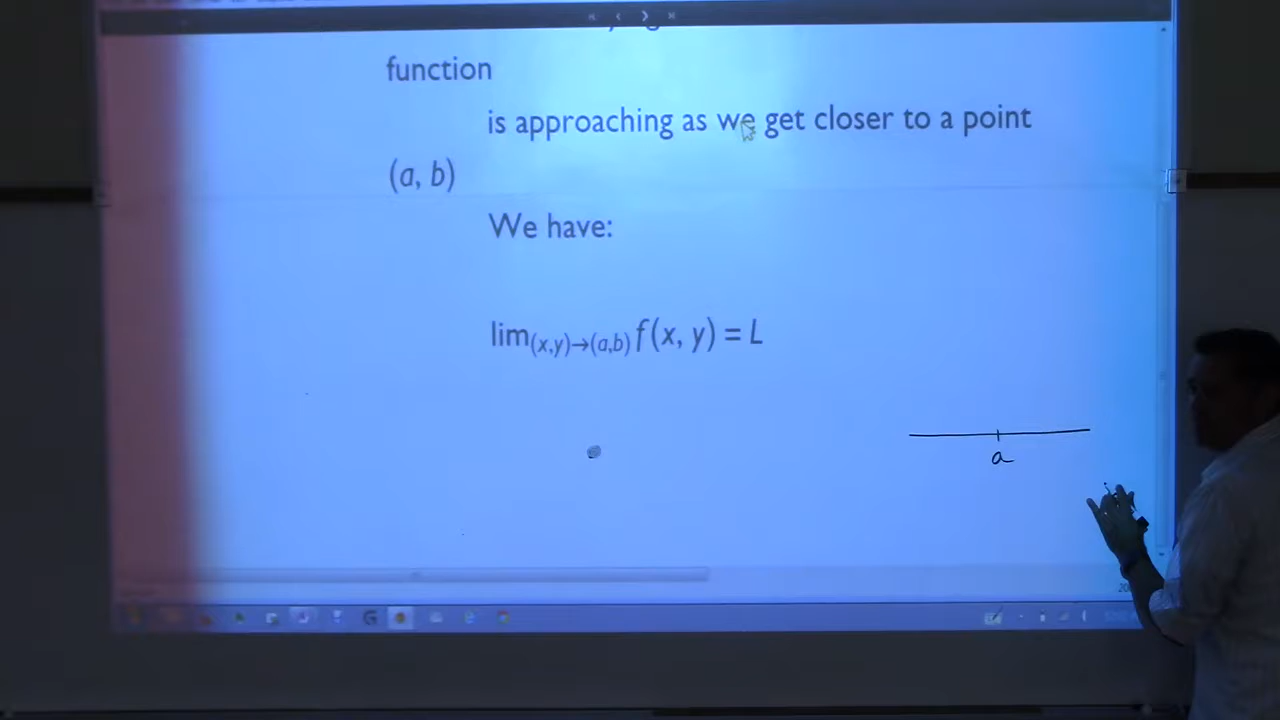 function
is approaching as we get closer to a point
(a, b)
We have:
lim(x,y)→(a,b) f(x, y) = L
a